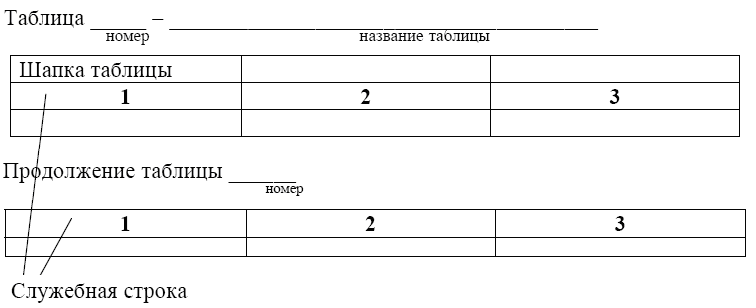 Таблица _____ – ______________________________________
номер название таблицы
Шапка таблицы
1 2 3
Продолжение таблицы ______
номер
1 2 3
Служебная строка